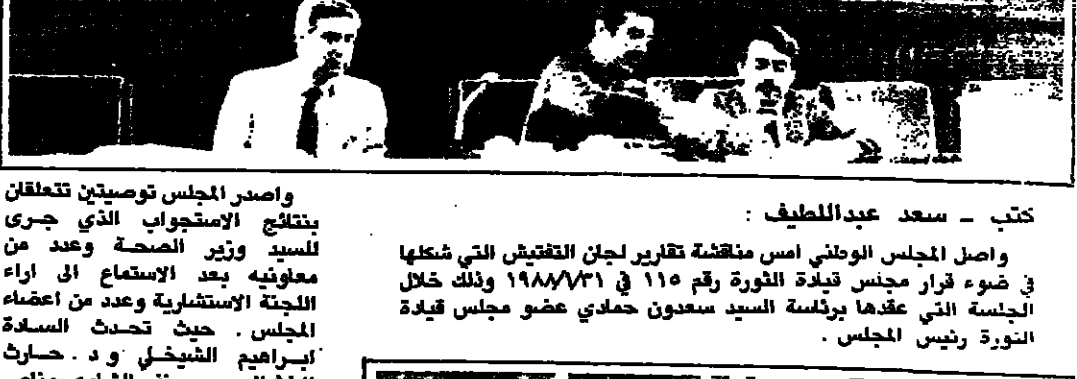 كتب ـ سعد عبداللطيف :
واصل المجلس الوطني امس مناقشة تقارير لجان التفتيش التي شكلها
في ضوء قرار مجلس قيادة الثورة رقم ١١٥ في ١٩٨٨/٧/٣١ وذلك خلال
الجلسة التي عقدها برئاسة السيد سعدون حمادي عضو مجلس قيادة
الثورة رئيس المجلس .
واصدر المجلس توصيتين تتعلقان
بنتائج الاستجواب الذي جرى
للسيد وزير الصحة وعدد من
معاونيه بعد الاستماع الى اراء
اللجنة الاستشارية وعدد من اعضاء
المجلس . حيث تحدث السادة
ابراهيم الشيخلي و د . حارث